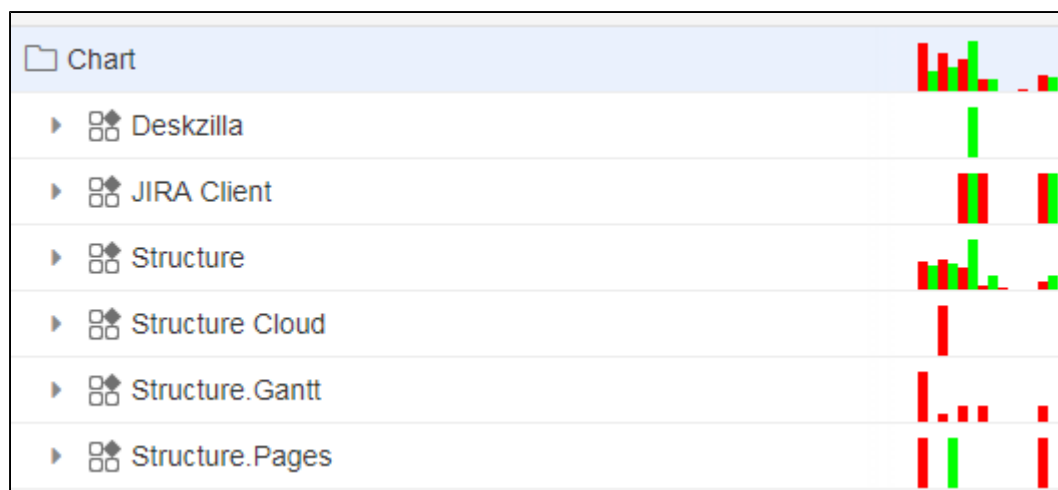 Chart
Deskzilla
JIRA Client
Structure
Structure Cloud
Structure.Gantt
Structure.Pages